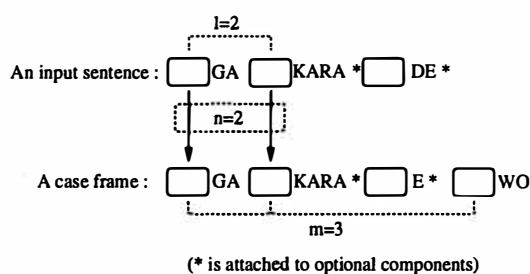 l=2
An input sentence : GA KARA * DE *
n=2
A case frame : GA KARA * E * WO
m=3
(* is attached to optional components)